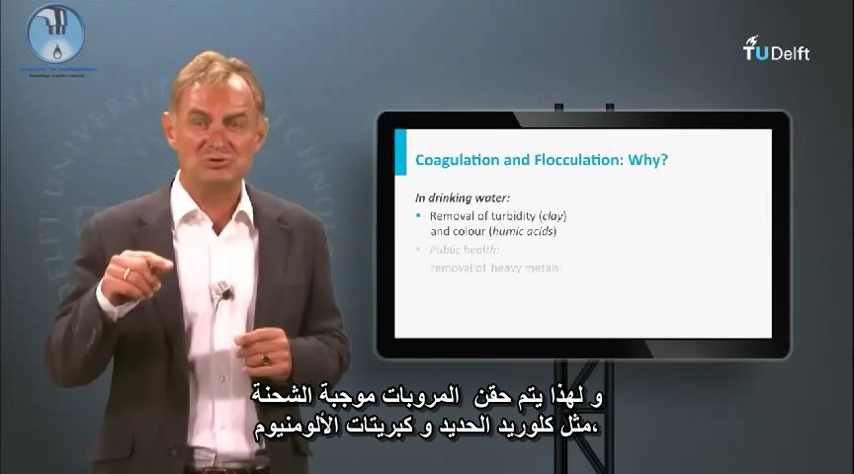 TUDelft
Coagulation and Flocculation: Why?
In drinking water:
• Removal of turbidity (clay)
and colour (humic acids)
• Public health:
removal of heavy metals
و لهذا يتم حقن المروبات موجبة الشحنة
مثل كلوريد الحديد و كبريتات الألومنيوم،